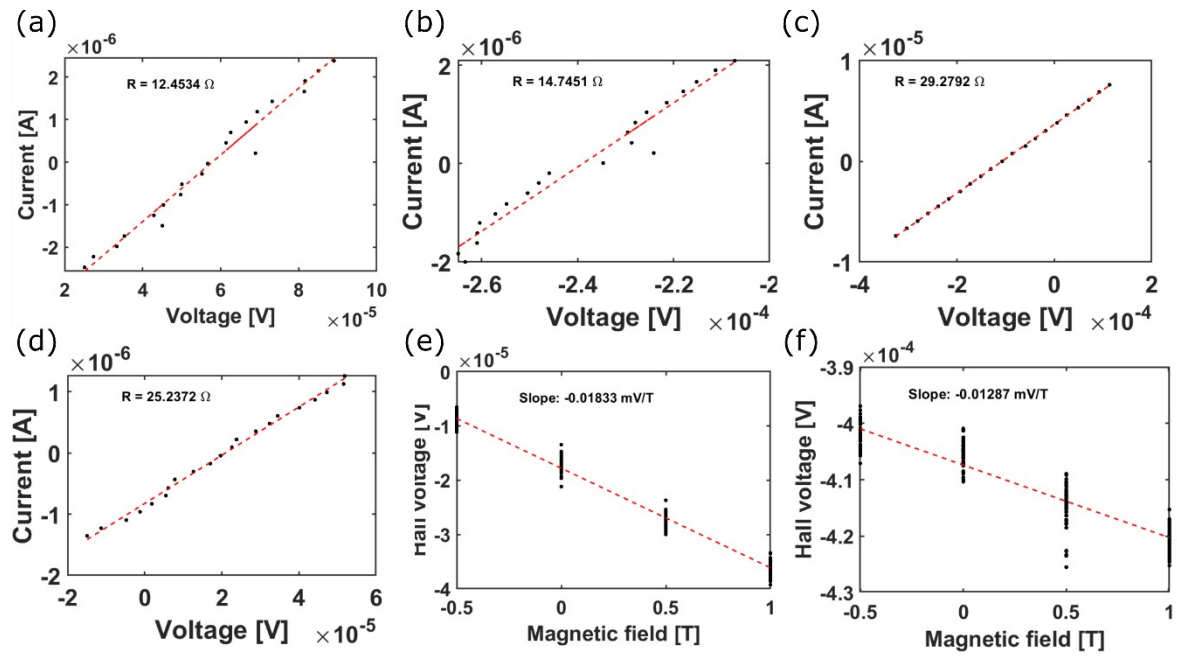 (a)
×10⁻⁶
R = 12.4534 Ω
Current [A]
2
1
0
-1
-2
2
4
6
8
10
Voltage [V]
×10⁻⁵
(b)
×10⁻⁶
R = 14.7451 Ω
Current [A]
2
1
0
-1
-2
-2.6
-2.4
-2.2
-2
Voltage [V]
×10⁻⁴
(c)
×10⁻⁵
R = 29.2792 Ω
Current [A]
1
0
-1
-4
-2
0
2
Voltage [V]
×10⁻⁴
(d)
×10⁻⁶
R = 25.2372 Ω
Current [A]
1
0
-1
-2
-2
0
2
4
6
Voltage [V]
×10⁻⁵
(e)
×10⁻⁵
Slope: -0.01833 mV/T
Hall voltage [V]
0
-1
-2
-3
-4
-0.5
0
0.5
1
Magnetic field [T]
(f)
×10⁻⁴
Slope: -0.01287 mV/T
Hall voltage [V]
-3.9
-4
-4.1
-4.2
-4.3
-0.5
0
0.5
1
Magnetic field [T]